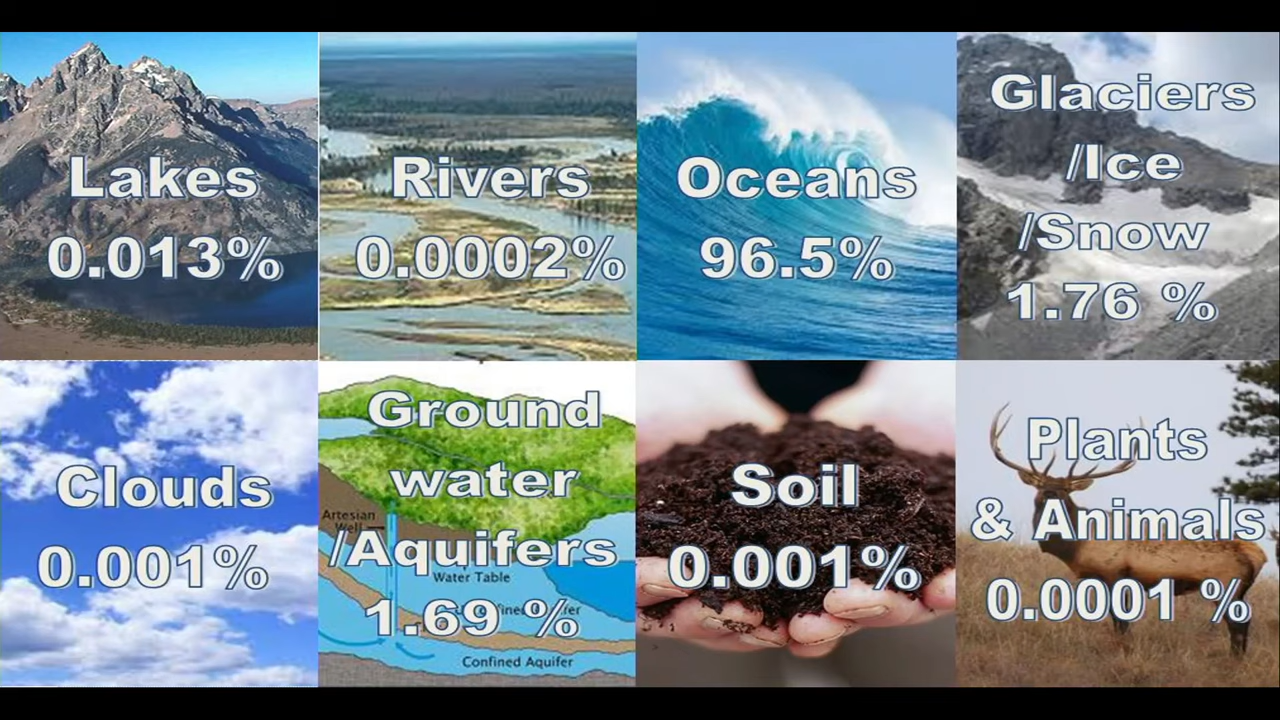 Lakes
0.013%
Rivers
0.0002%
Oceans
96.5%
Glaciers
/Ice
/Snow
1.76 %
Clouds
0.001%
Ground
water
/Aquifers
1.69 %
Artesian
Well
Water Table
Confined Aquifer
Soil
0.001%
Plants
& Animals
0.0001 %